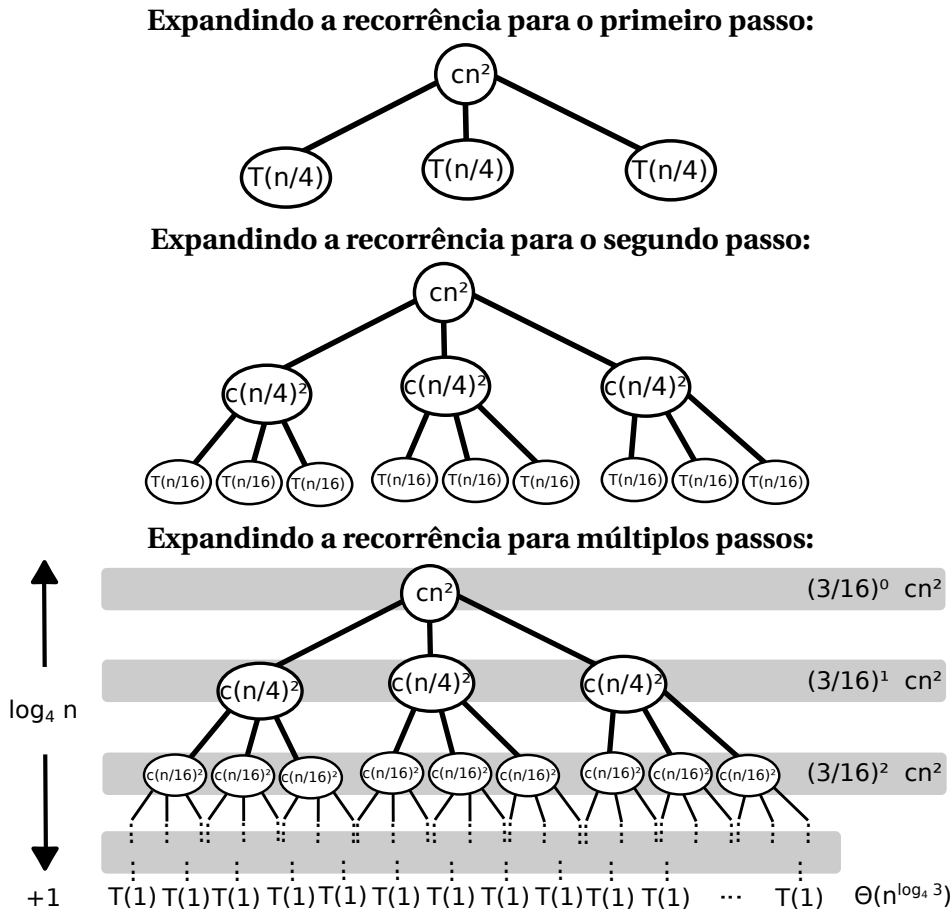 Expandindo a recorrência para o primeiro passo:
cn²
T(n/4) T(n/4) T(n/4)
Expandindo a recorrência para o segundo passo:
cn²
c(n/4)² c(n/4)² c(n/4)²
T(n/16) T(n/16) T(n/16) T(n/16) T(n/16) T(n/16) T(n/16) T(n/16) T(n/16)
Expandindo a recorrência para múltiplos passos:
cn² (3/16)⁰ cn²
c(n/4)² c(n/4)² c(n/4)² (3/16)¹ cn²
log₄ n
c(n/16)² c(n/16)² c(n/16)² c(n/16)² c(n/16)² c(n/16)² c(n/16)² c(n/16)² c(n/16)² (3/16)² cn²
+1 T(1) T(1) T(1) T(1) T(1) T(1) T(1) T(1) T(1) T(1) T(1) ... T(1) Θ(n^log₄ 3)